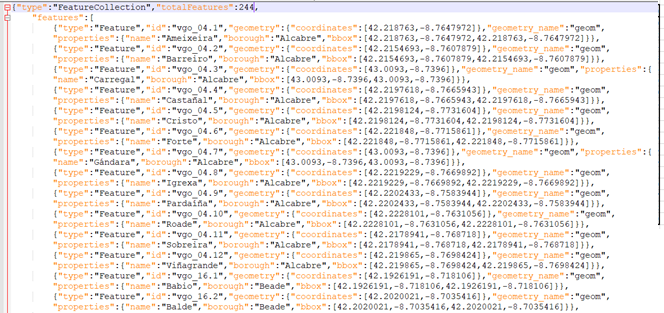 {"type":"FeatureCollection","totalFeatures":244,
"features":[
{"type":"Feature","id":"vgo_04.1","geometry":{"coordinates":[42.218763,-8.7647972]},"geometry_name":"geom",
"properties":{"name":"Ameixeira","borough":"Alcabre","bbox":[42.218763,-8.7647972,42.218763,-8.7647972]}},
{"type":"Feature","id":"vgo_04.2","geometry":{"coordinates":[42.2154693,-8.7607879]},"geometry_name":"geom",
"properties":{"name":"Barreiro","borough":"Alcabre","bbox":[42.2154693,-8.7607879,42.2154693,-8.7607879]}},
{"type":"Feature","id":"vgo_04.3","geometry":{"coordinates":[43.0093,-8.7396]},"geometry_name":"geom","properties":{
"name":"Carregal","borough":"Alcabre","bbox":[43.0093,-8.7396,43.0093,-8.7396]}},
{"type":"Feature","id":"vgo_04.4","geometry":{"coordinates":[42.2197618,-8.7665943]},"geometry_name":"geom",
"properties":{"name":"Castañal","borough":"Alcabre","bbox":[42.2197618,-8.7665943,42.2197618,-8.7665943]}},
{"type":"Feature","id":"vgo_04.5","geometry":{"coordinates":[42.2198124,-8.7731604]},"geometry_name":"geom",
"properties":{"name":"Cristo","borough":"Alcabre","bbox":[42.2198124,-8.7731604,42.2198124,-8.7731604]}},
{"type":"Feature","id":"vgo_04.6","geometry":{"coordinates":[42.221848,-8.7715861]},"geometry_name":"geom",
"properties":{"name":"Forte","borough":"Alcabre","bbox":[42.221848,-8.7715861,42.221848,-8.7715861]}},
{"type":"Feature","id":"vgo_04.7","geometry":{"coordinates":[43.0093,-8.7396]},"geometry_name":"geom","properties":{
"name":"Gándara","borough":"Alcabre","bbox":[43.0093,-8.7396,43.0093,-8.7396]}},
{"type":"Feature","id":"vgo_04.8","geometry":{"coordinates":[42.2219229,-8.7669892]},"geometry_name":"geom",
"properties":{"name":"Igrexa","borough":"Alcabre","bbox":[42.2219229,-8.7669892,42.2219229,-8.7669892]}},
{"type":"Feature","id":"vgo_04.9","geometry":{"coordinates":[42.2202433,-8.7583944]},"geometry_name":"geom",
"properties":{"name":"Pardaíña","borough":"Alcabre","bbox":[42.2202433,-8.7583944,42.2202433,-8.7583944]}},
{"type":"Feature","id":"vgo_04.10","geometry":{"coordinates":[42.2228101,-8.7631056]},"geometry_name":"geom",
"properties":{"name":"Roade","borough":"Alcabre","bbox":[42.2228101,-8.7631056,42.2228101,-8.7631056]}},
{"type":"Feature","id":"vgo_04.11","geometry":{"coordinates":[42.2178941,-8.768718]},"geometry_name":"geom",
"properties":{"name":"Sobreira","borough":"Alcabre","bbox":[42.2178941,-8.768718,42.2178941,-8.768718]}},
{"type":"Feature","id":"vgo_04.12","geometry":{"coordinates":[42.219865,-8.7698424]},"geometry_name":"geom",
"properties":{"name":"Viñagrande","borough":"Alcabre","bbox":[42.219865,-8.7698424,42.219865,-8.7698424]}},
{"type":"Feature","id":"vgo_16.1","geometry":{"coordinates":[42.1926191,-8.718106]},"geometry_name":"geom",
"properties":{"name":"Babio","borough":"Beade","bbox":[42.1926191,-8.718106,42.1926191,-8.718106]}},
{"type":"Feature","id":"vgo_16.2","geometry":{"coordinates":[42.2020021,-8.7035416]},"geometry_name":"geom",
"properties":{"name":"Balde","borough":"Beade","bbox":[42.2020021,-8.7035416,42.2020021,-8.7035416]}},